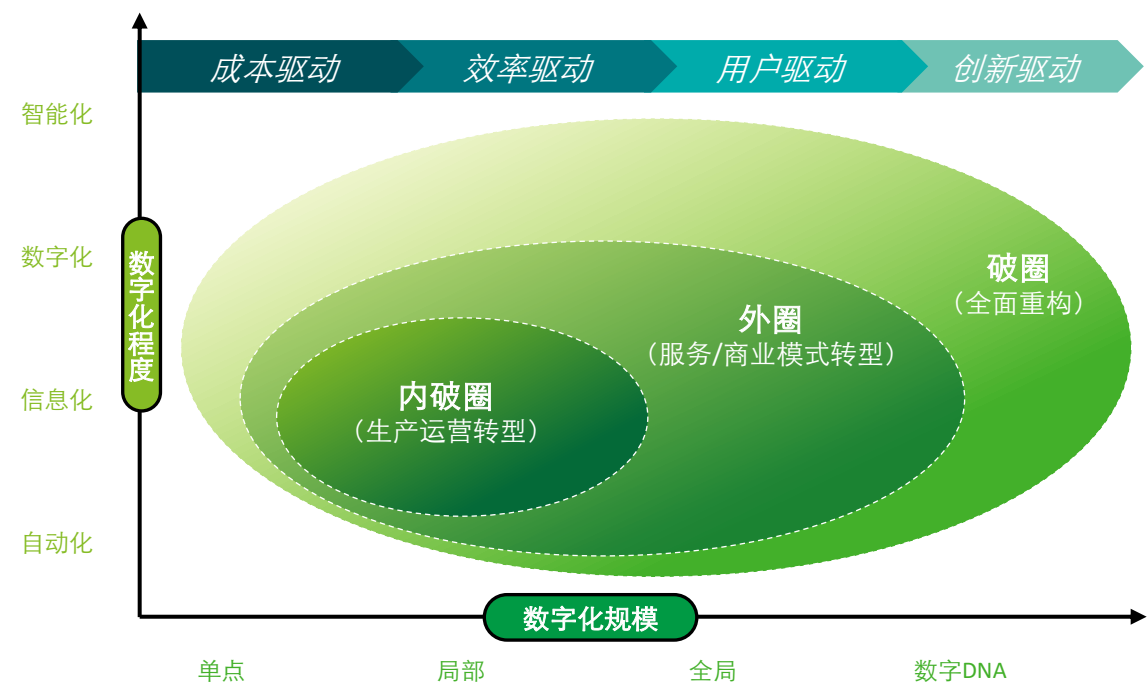 成本驱动
效率驱动
用户驱动
创新驱动
智能化
数字化
信息化
自动化
数字化程度
破圈
（全面重构）
外圈
（服务/商业模式转型）
内破圈
（生产运营转型）
数字化规模
单点
局部
全局
数字DNA